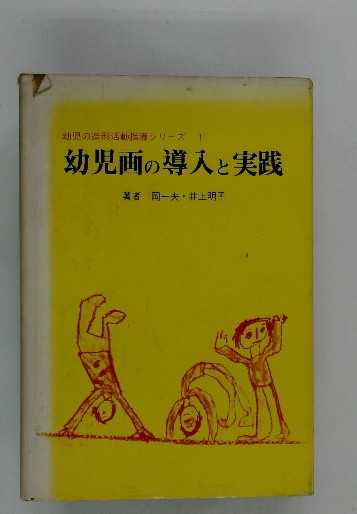 幼児の造形活動指導シリーズ 1
幼児画の導入と実践
著者 岡一夫・井上明子